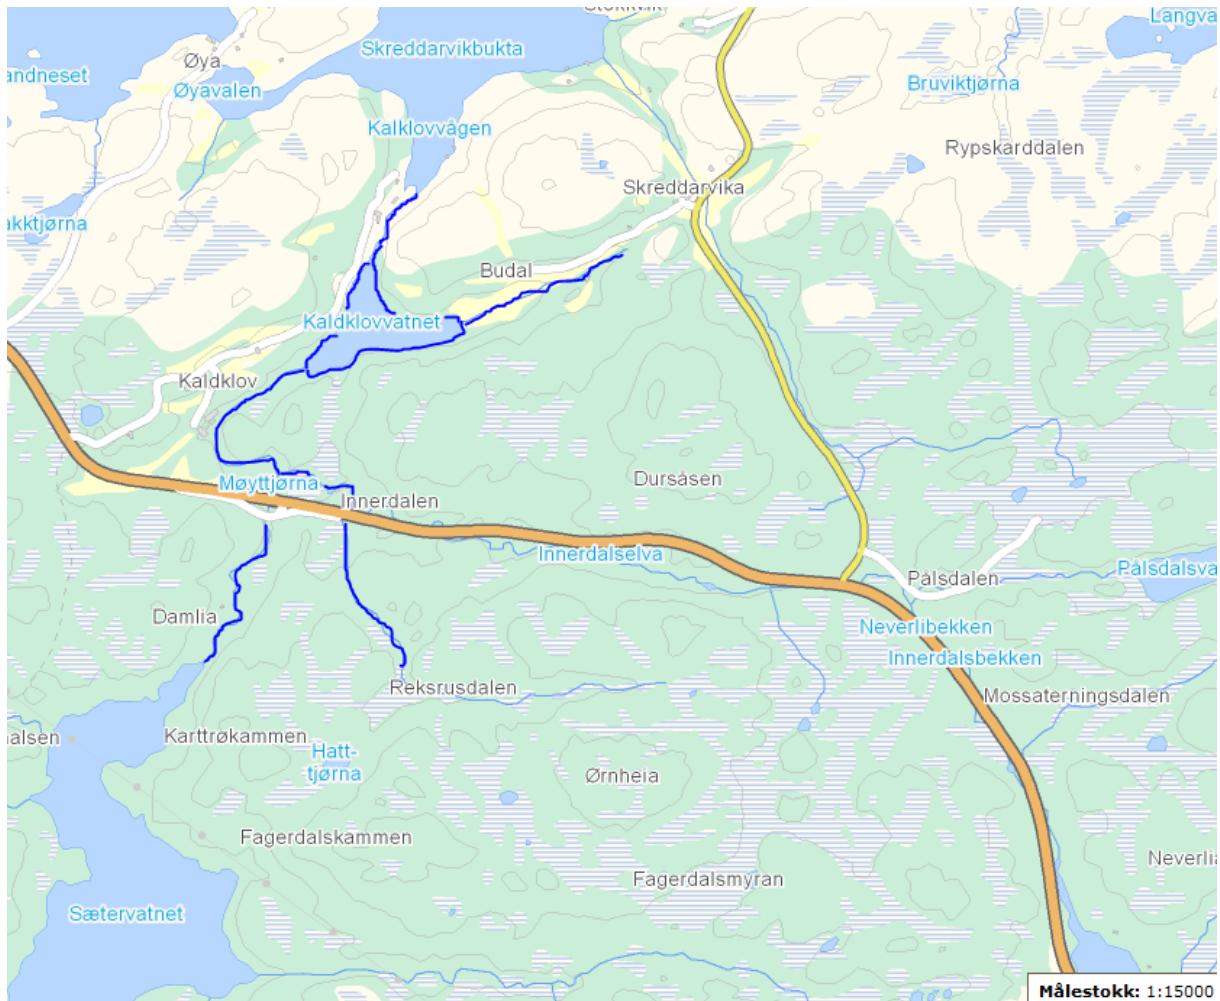 Langva
Skreddarvikbukta
Øya
andneset
Øyavalen
Bruviktjørna
Kalklovvågen
Rypskarddalen
Skreddarvika
akktjørna
Budal
Kaldklovvatnet
Kaldklov
Møyttjørna
Innerdalen
Dursåsen
Innerdalselva
Pålsdalen
Pålsdalsva
Damlia
Neverlibekken
Innerdalsbekken
Reksrusdalen
Mossaterningsdalen
alsen
Karttrøkammen
Hatt-
tjørna
Ørnheia
Fagerdalskammen
Neverlia
Fagerdalsmyran
Sætervatnet
Målestokk: 1:15000